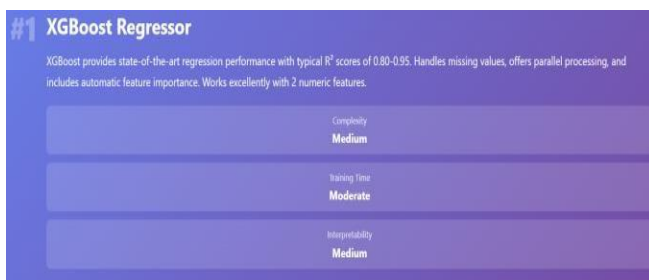 #1 XGBoost Regressor
XGBoost provides state-of-the-art regression performance with typical R² scores of 0.80-0.95. Handles missing values, offers parallel processing, and
includes automatic feature importance. Works excellently with 2 numeric features.
Complexity
Medium
Training Time
Moderate
Interpretability
Medium